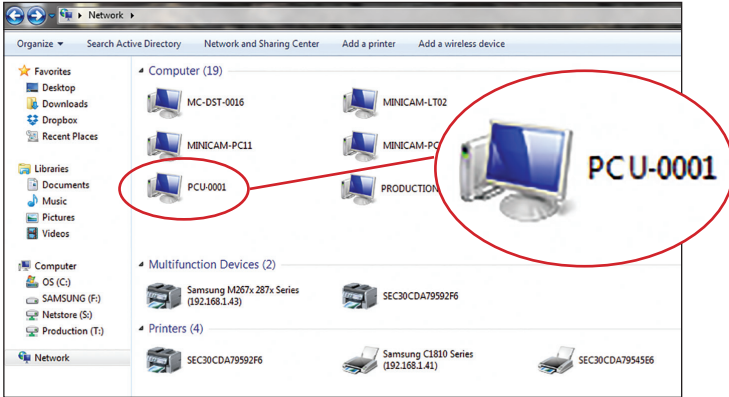 Network
Organize Search Active Directory Network and Sharing Center Add a printer Add a wireless device
Favorites
Desktop
Downloads
Dropbox
Recent Places
Libraries
Documents
Music
Pictures
Videos
Computer
OS (C:)
SAMSUNG (F:)
Netstore (S:)
Production (T:)
Network
Computer (19)
MC-DST-0016
MINICAM-LT02
MINICAM-PC11
MINICAM-PC
PCU-0001
PRODUCTION
PCU-0001
Multifunction Devices (2)
Samsung M267x 287x Series
(192.168.1.43)
SEC30CDA79592F6
Printers (4)
SEC30CDA79592F6
Samsung C1810 Series
(192.168.1.41)
SEC30CDA79545E6